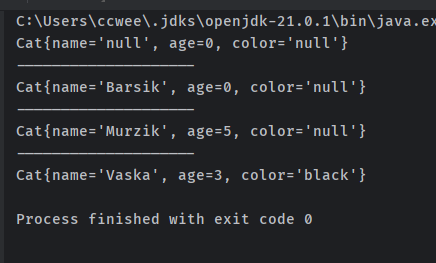 C:\Users\ccwee\.jdks\openjdk-21.0.1\bin\java.ex
Cat{name='null', age=0, color='null'}
--------------------
Cat{name='Barsik', age=0, color='null'}
--------------------
Cat{name='Murzik', age=5, color='null'}
--------------------
Cat{name='Vaska', age=3, color='black'}
Process finished with exit code 0